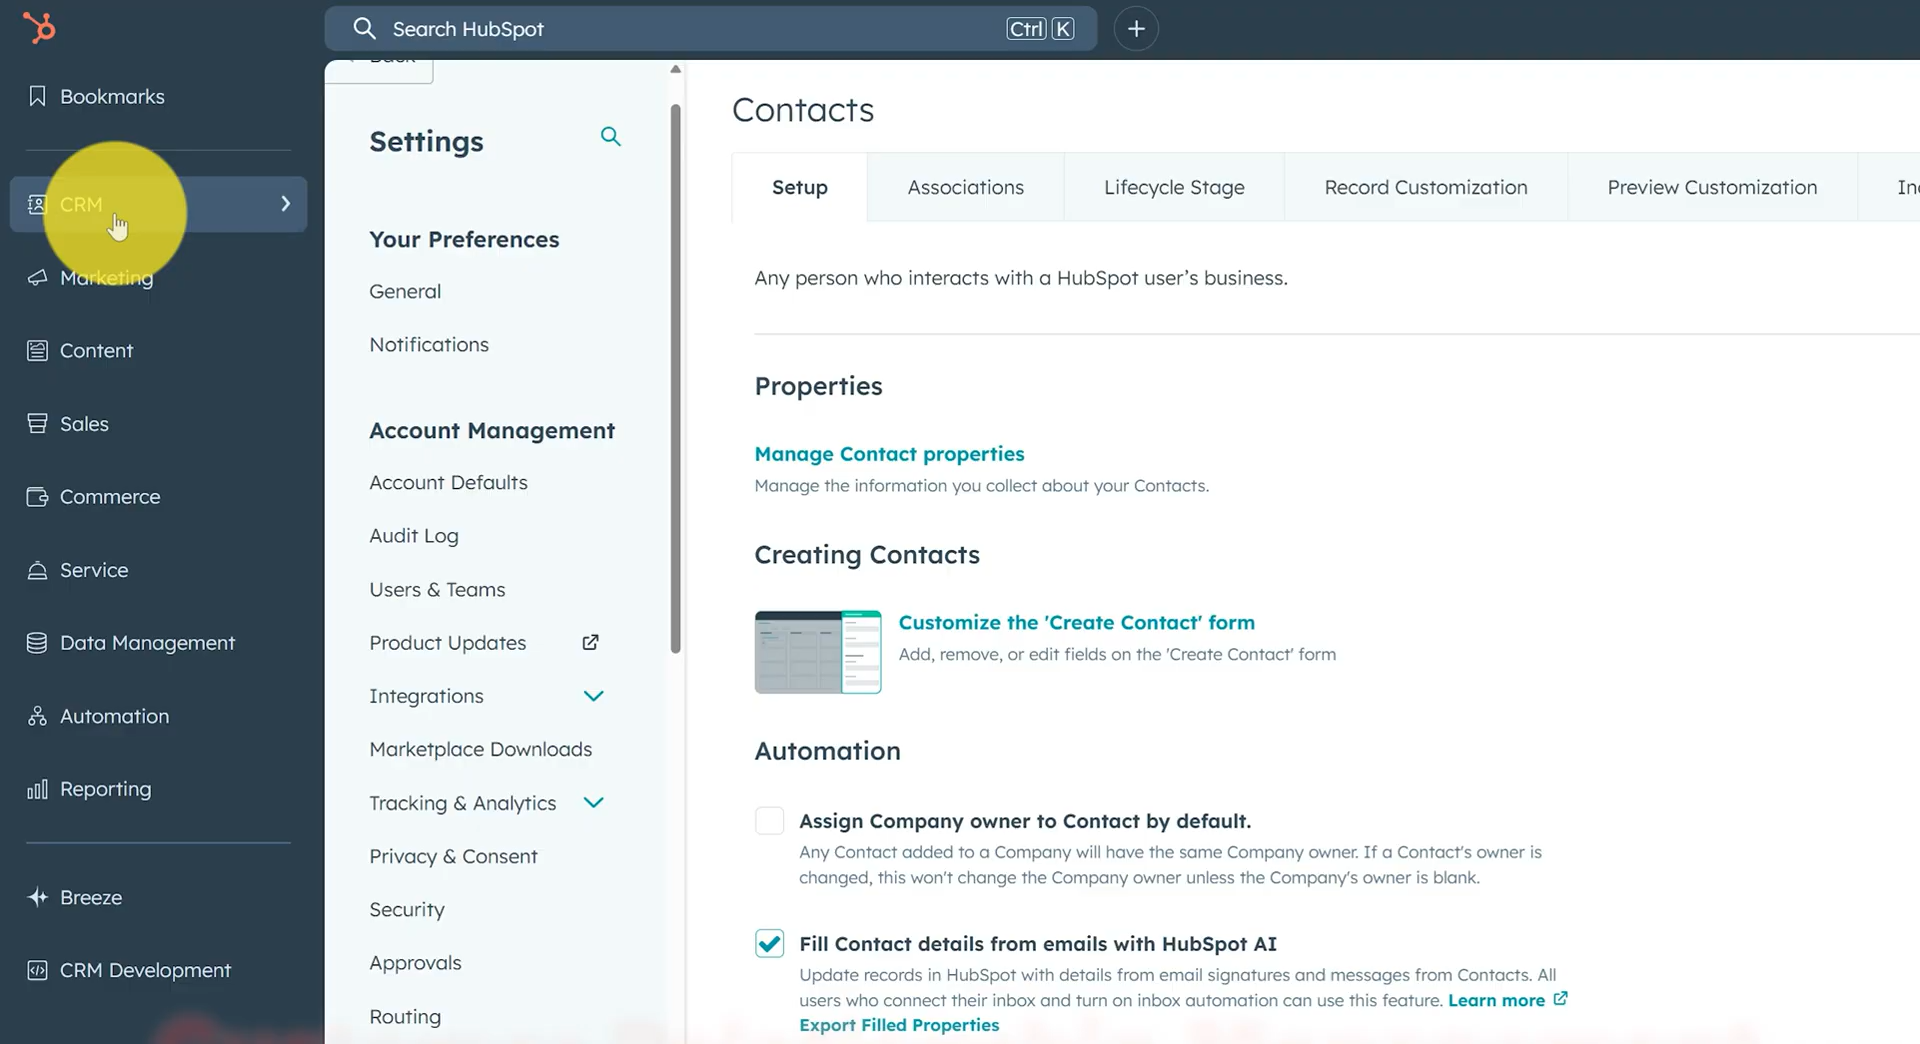 Search HubSpot
Ctrl K
Bookmarks
CRM
Marketing
Content
Sales
Commerce
Service
Data Management
Automation
Reporting
Breeze
CRM Development
Back
Settings
Your Preferences
General
Notifications
Account Management
Account Defaults
Audit Log
Users & Teams
Product Updates
Integrations
Marketplace Downloads
Tracking & Analytics
Privacy & Consent
Security
Approvals
Routing
Contacts
Setup
Associations
Lifecycle Stage
Record Customization
Preview Customization
Any person who interacts with a HubSpot user’s business.
Properties
Manage Contact properties
Manage the information you collect about your Contacts.
Creating Contacts
Customize the 'Create Contact' form
Add, remove, or edit fields on the 'Create Contact' form
Automation
Assign Company owner to Contact by default.
Any Contact added to a Company will have the same Company owner. If a Contact's owner is
changed, this won't change the Company owner unless the Company's owner is blank.
Fill Contact details from emails with HubSpot AI
Update records in HubSpot with details from email signatures and messages from Contacts. All
users who connect their inbox and turn on inbox automation can use this feature. Learn more
Export Filled Properties